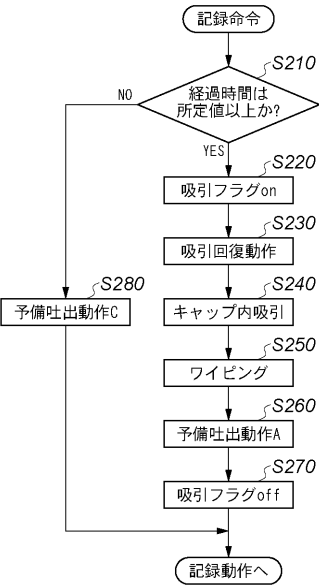 記録命令
S210
経過時間は
所定値以上か?
NO
YES
S220
吸引フラグon
S230
吸引回復動作
S280
予備吐出動作C
S240
キャップ内吸引
S250
ワイピング
S260
予備吐出動作A
S270
吸引フラグoff
記録動作へ